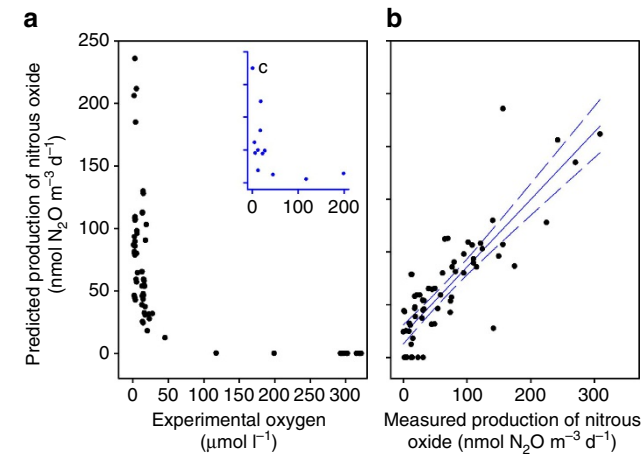 a
b
250
200
150
100
50
0
Predicted production of nitrous oxide
(nmol N₂O m⁻³ d⁻¹)
c
0 100 200
0 50 100 150 200 250 300
0 100 200 300
Experimental oxygen
(μmol l⁻¹)
Measured production of nitrous
oxide (nmol N₂O m⁻³ d⁻¹)